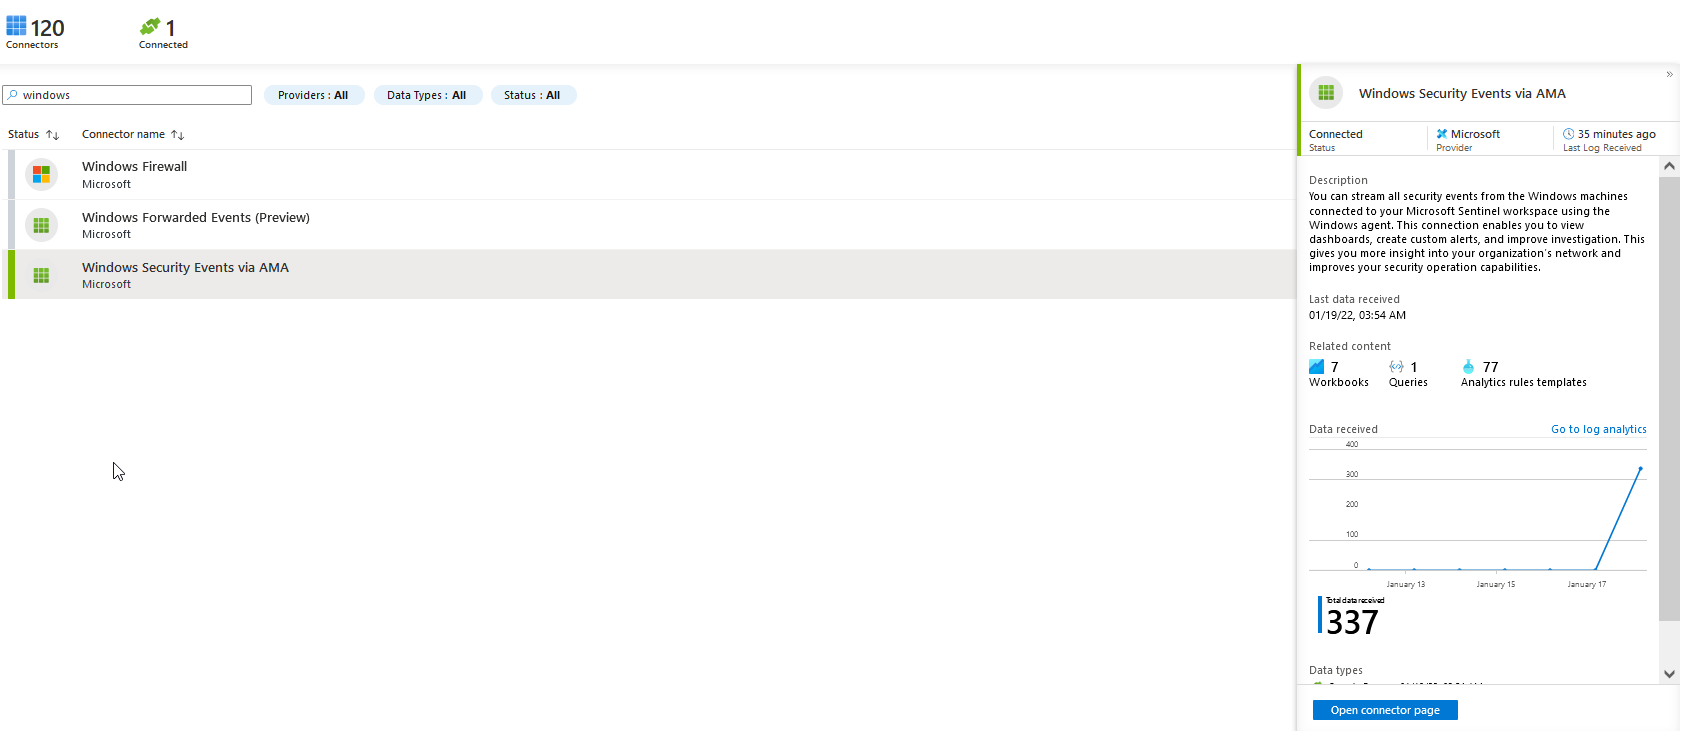 120
Connectors
1
Connected
windows
Providers : All
Data Types : All
Status : All
Status
Connector name
Windows Firewall
Microsoft
Windows Forwarded Events (Preview)
Microsoft
Windows Security Events via AMA
Microsoft
»
Windows Security Events via AMA
Connected
Status
Microsoft
Provider
35 minutes ago
Last Log Received
Description
You can stream all security events from the Windows machines
connected to your Microsoft Sentinel workspace using the
Windows agent. This connection enables you to view
dashboards, create custom alerts, and improve investigation. This
gives you more insight into your organization's network and
improves your security operation capabilities.
Last data received
01/19/22, 03:54 AM
Related content
7
Workbooks
1
Queries
77
Analytics rules templates
Data received
Go to log analytics
400
300
200
100
0
January 13
January 15
January 17
Total data received
337
Data types
Open connector page